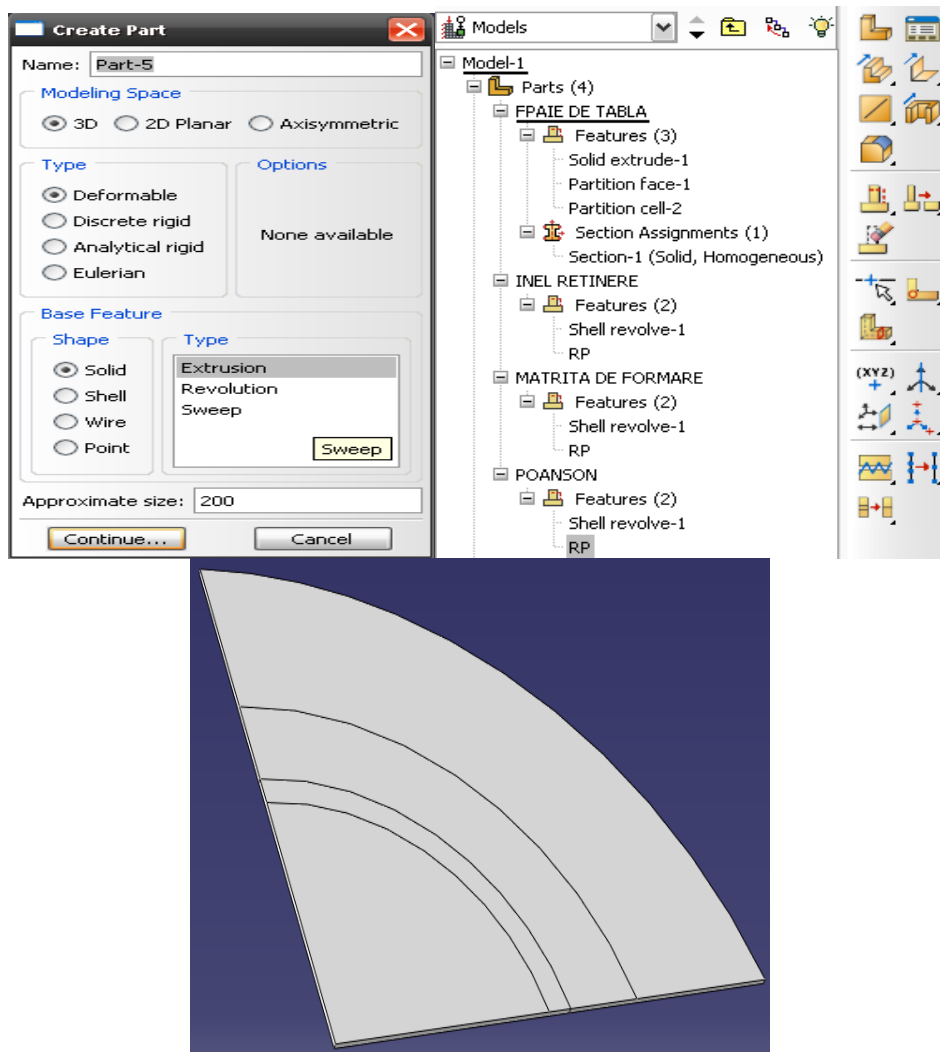 Create Part
Name: Part-5
Modeling Space
3D 2D Planar Axisymmetric
Type
Deformable
Discrete rigid
Analytical rigid
Eulerian
Options
None available
Base Feature
Shape
Solid
Shell
Wire
Point
Type
Extrusion
Revolution
Sweep
Sweep
Approximate size: 200
Continue... Cancel
Models
Model-1
Parts (4)
FPAIE DE TABLA
Features (3)
Solid extrude-1
Partition face-1
Partition cell-2
Section Assignments (1)
Section-1 (Solid, Homogeneous)
INEL RETINERE
Features (2)
Shell revolve-1
RP
MATRITA DE FORMARE
Features (2)
Shell revolve-1
RP
POANSON
Features (2)
Shell revolve-1
RP
(XYZ)